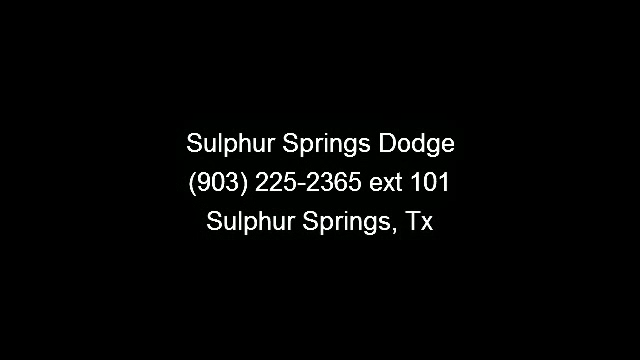 Sulphur Springs Dodge
(903) 225-2365 ext 101
Sulphur Springs, Tx